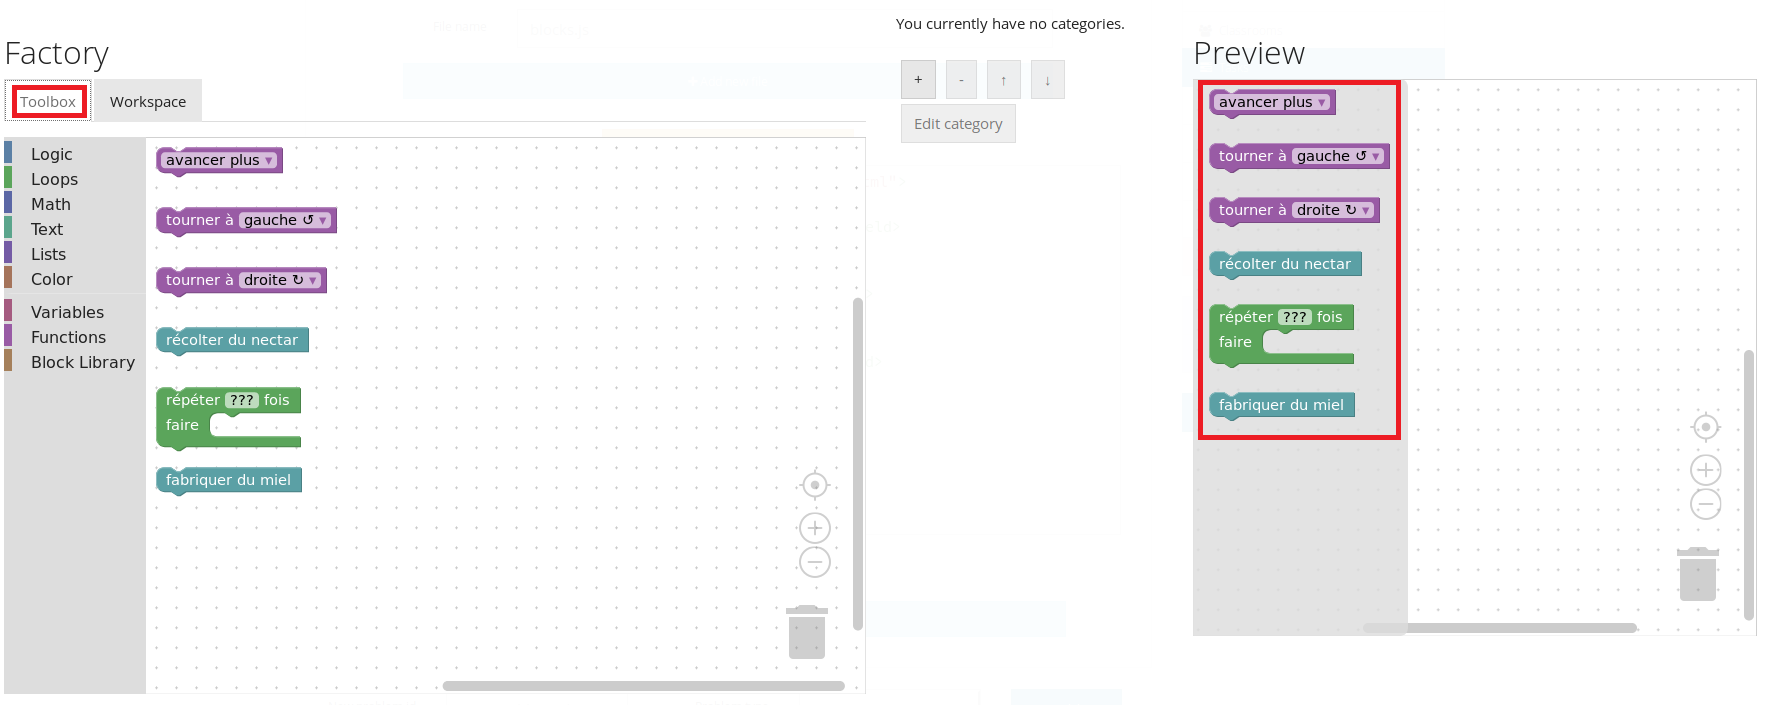 You currently have no categories.
Factory
Preview
Toolbox
Workspace
+
-
↑
↓
Edit category
Logic
Loops
Math
Text
Lists
Color
Variables
Functions
Block Library
avancer plus ▾
tourner à gauche ↺ ▾
tourner à droite ↻ ▾
récolter du nectar
répéter ??? fois
faire
fabriquer du miel
avancer plus ▾
tourner à gauche ↺ ▾
tourner à droite ↻ ▾
récolter du nectar
répéter ??? fois
faire
fabriquer du miel